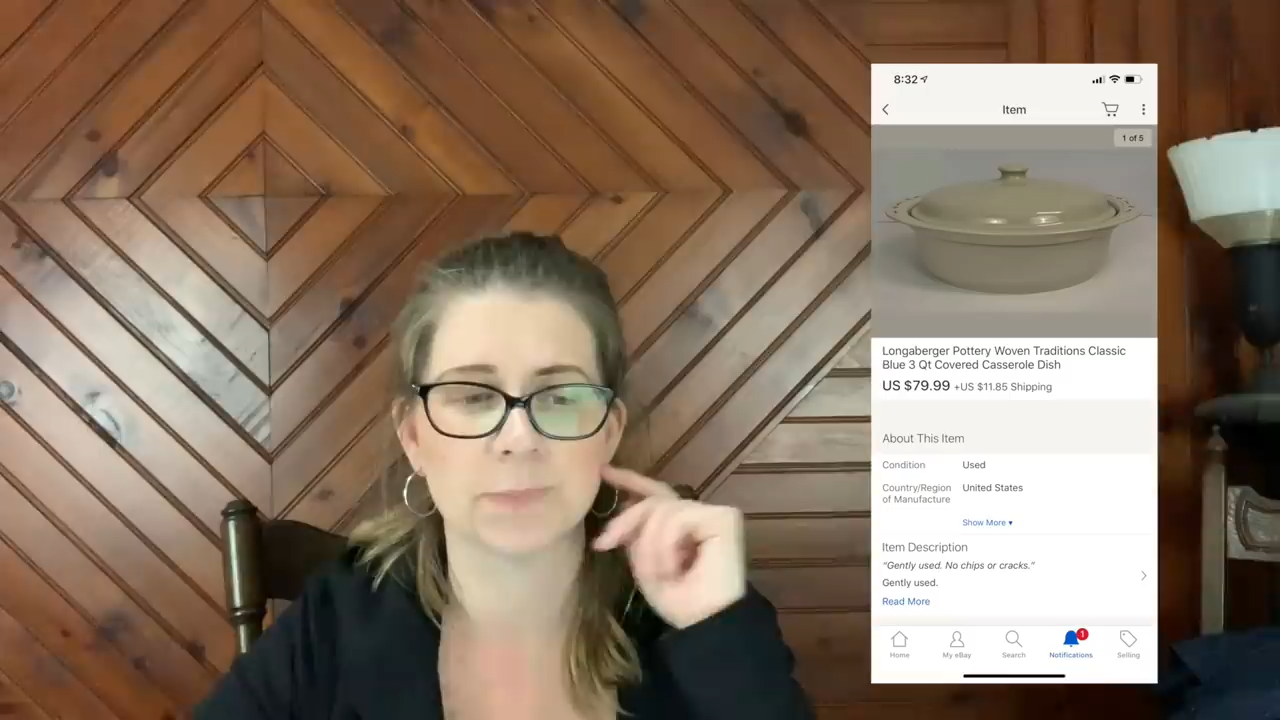 8:32
Item
1 of 5
Longaberger Pottery Woven Traditions Classic
Blue 3 Qt Covered Casserole Dish
US $79.99 +US $11.85 Shipping
About This Item
Condition Used
Country/Region United States
of Manufacture
Show More
Item Description
"Gently used. No chips or cracks."
Gently used.
Read More
1
Home My eBay Search Notifications Selling